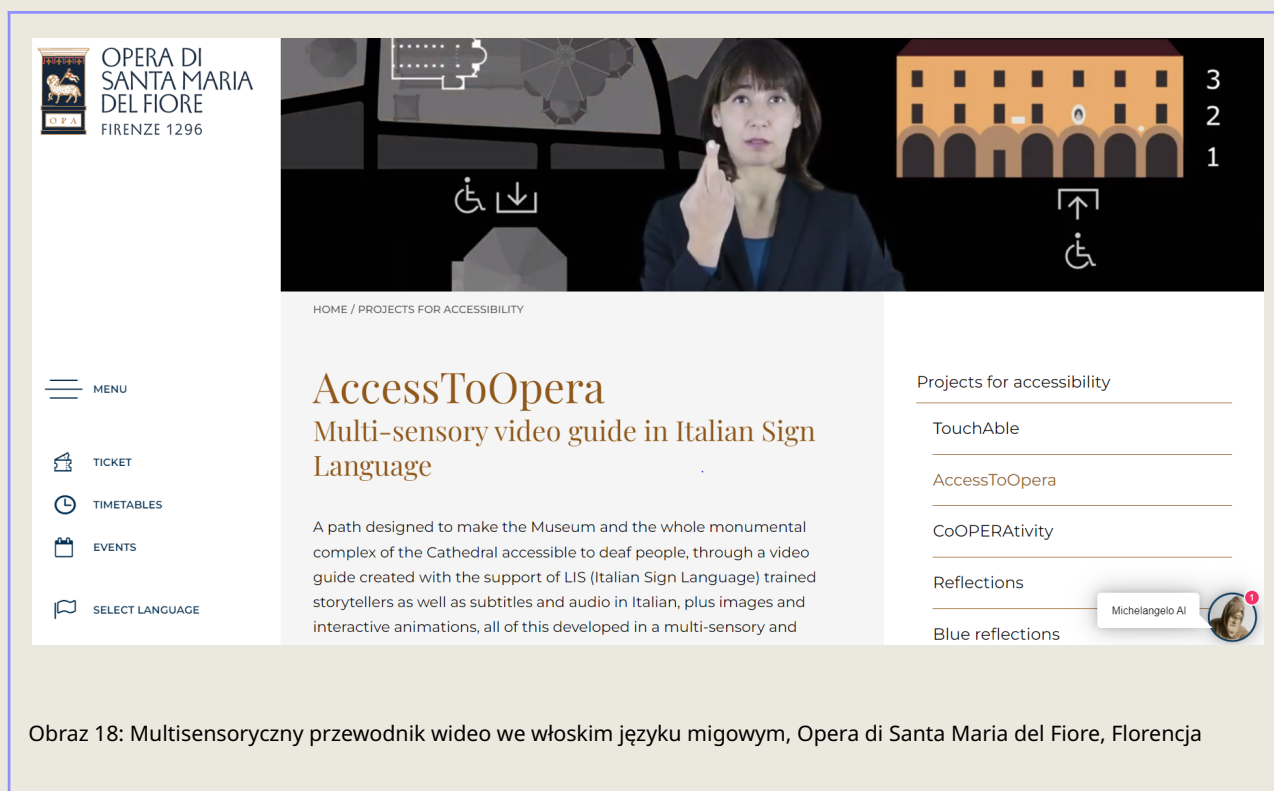 OPERA DI
SANTA MARIA
DEL FIORE
FIRENZE 1296
OPA
3
2
1
HOME / PROJECTS FOR ACCESSIBILITY
MENU
TICKET
TIMETABLES
EVENTS
SELECT LANGUAGE
AccessToOpera
Multi-sensory video guide in Italian Sign
Language
A path designed to make the Museum and the whole monumental
complex of the Cathedral accessible to deaf people, through a video
guide created with the support of LIS (Italian Sign Language) trained
storytellers as well as subtitles and audio in Italian, plus images and
interactive animations, all of this developed in a multi-sensory and
Projects for accessibility
TouchAble
AccessToOpera
CoOPERAtivity
Reflections
Blue reflections
Michelangelo AI
1
Obraz 18: Multisensoryczny przewodnik wideo we włoskim języku migowym, Opera di Santa Maria del Fiore, Florencja